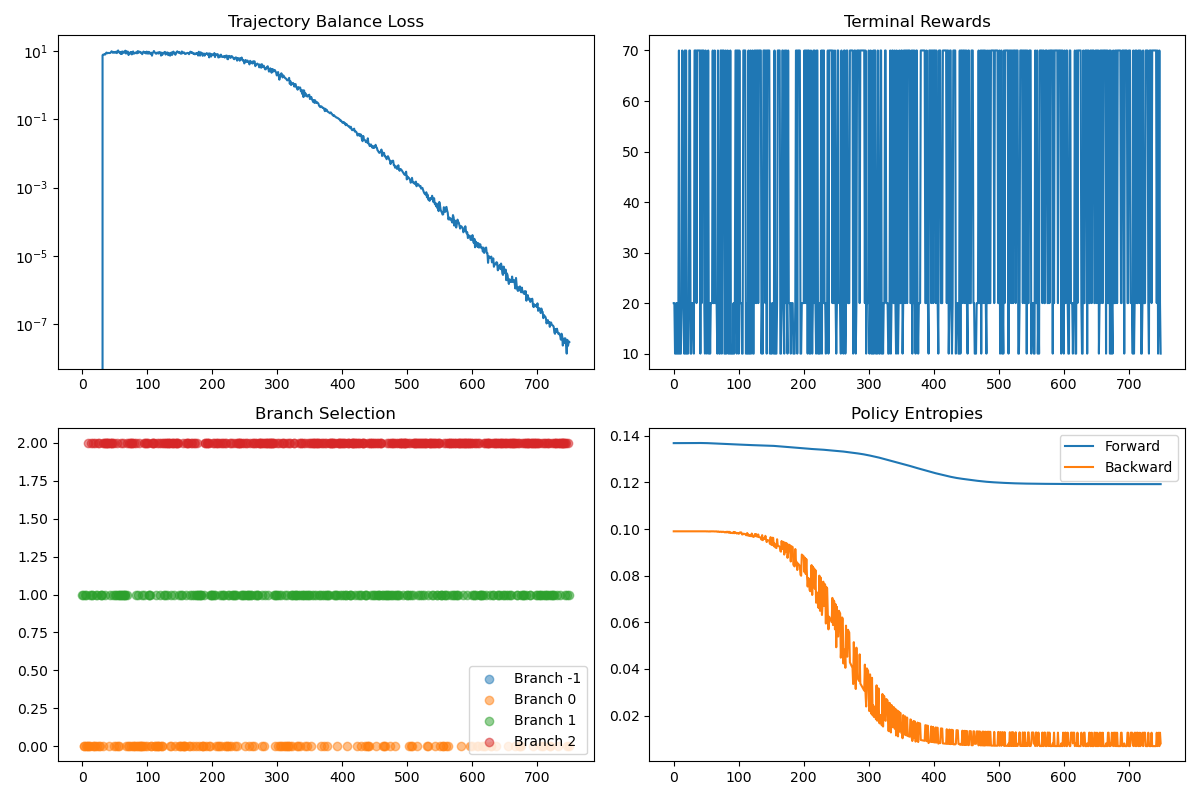 Trajectory Balance Loss
10^1
10^-1
10^-3
10^-5
10^-7
0 100 200 300 400 500 600 700
Terminal Rewards
70
60
50
40
30
20
10
0 100 200 300 400 500 600 700
Branch Selection
2.00
1.75
1.50
1.25
1.00
0.75
0.50
0.25
0.00
Branch -1
Branch 0
Branch 1
Branch 2
0 100 200 300 400 500 600 700
Policy Entropies
0.14
0.12
0.10
0.08
0.06
0.04
0.02
Forward
Backward
0 100 200 300 400 500 600 700